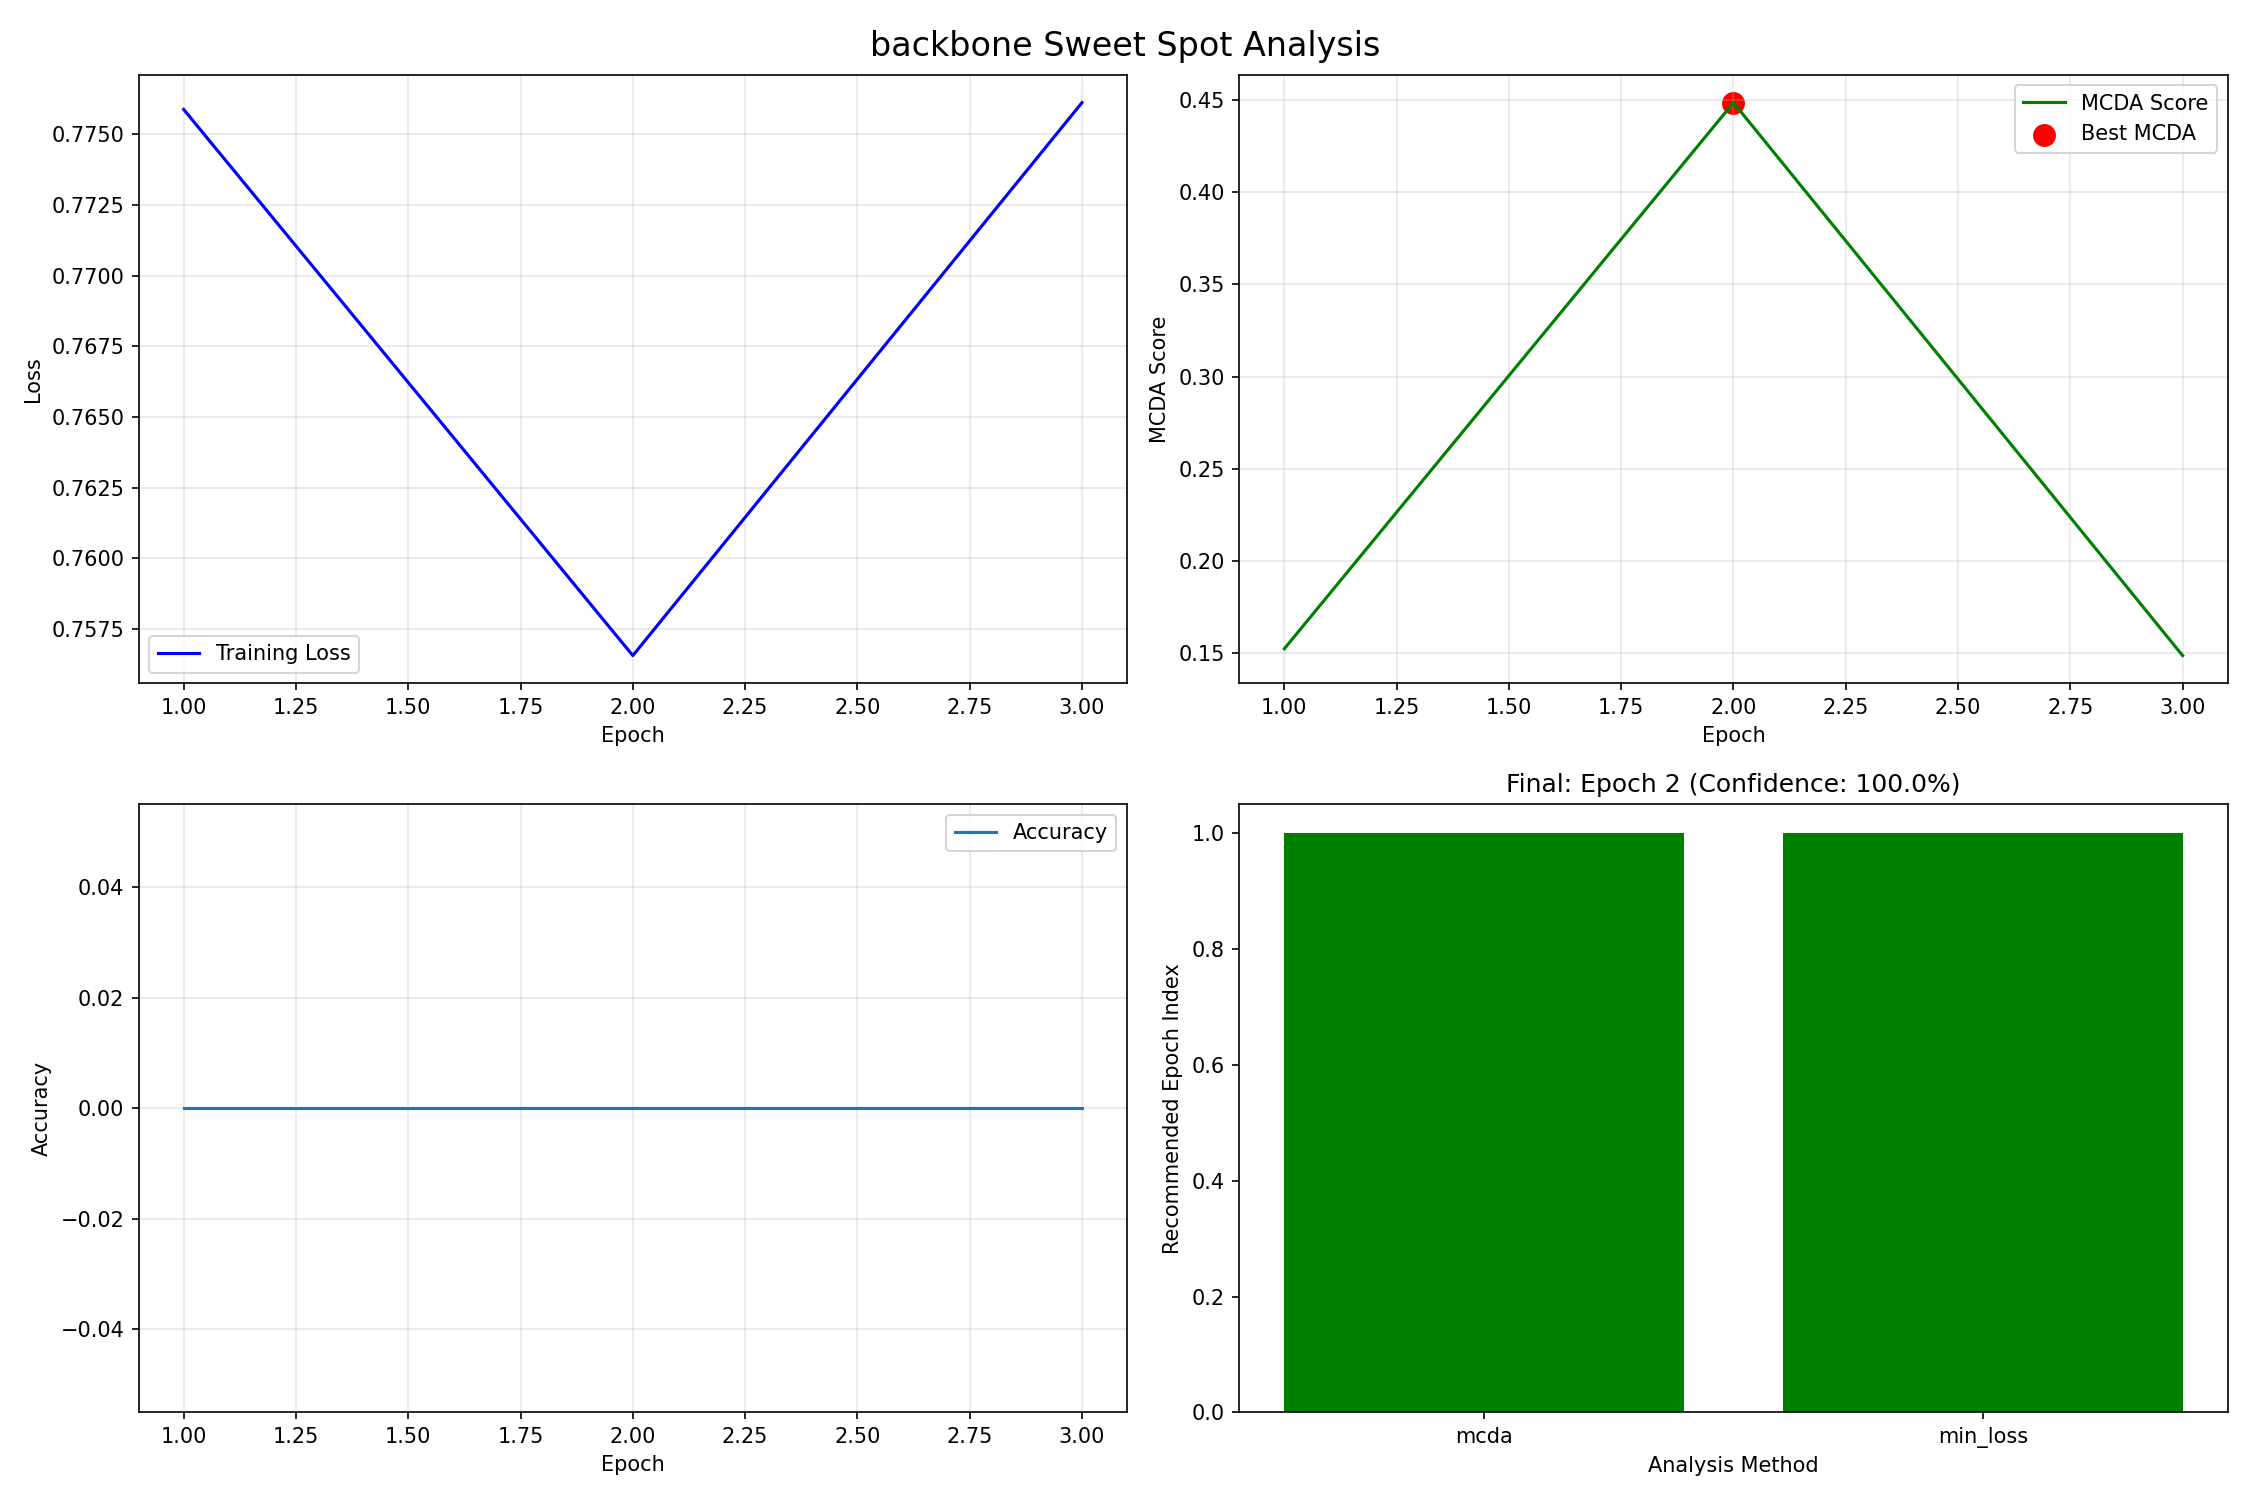 backbone Sweet Spot Analysis
0.7750
0.7725
0.7700
0.7675
0.7650
0.7625
0.7600
0.7575
Loss
Training Loss
1.00 1.25 1.50 1.75 2.00 2.25 2.50 2.75 3.00
Epoch
0.45
0.40
0.35
0.30
0.25
0.20
0.15
MCDA Score
MCDA Score
Best MCDA
1.00 1.25 1.50 1.75 2.00 2.25 2.50 2.75 3.00
Epoch
0.04
0.02
0.00
−0.02
−0.04
Accuracy
Accuracy
1.00 1.25 1.50 1.75 2.00 2.25 2.50 2.75 3.00
Epoch
Final: Epoch 2 (Confidence: 100.0%)
1.0
0.8
0.6
0.4
0.2
0.0
Recommended Epoch Index
mcda min_loss
Analysis Method